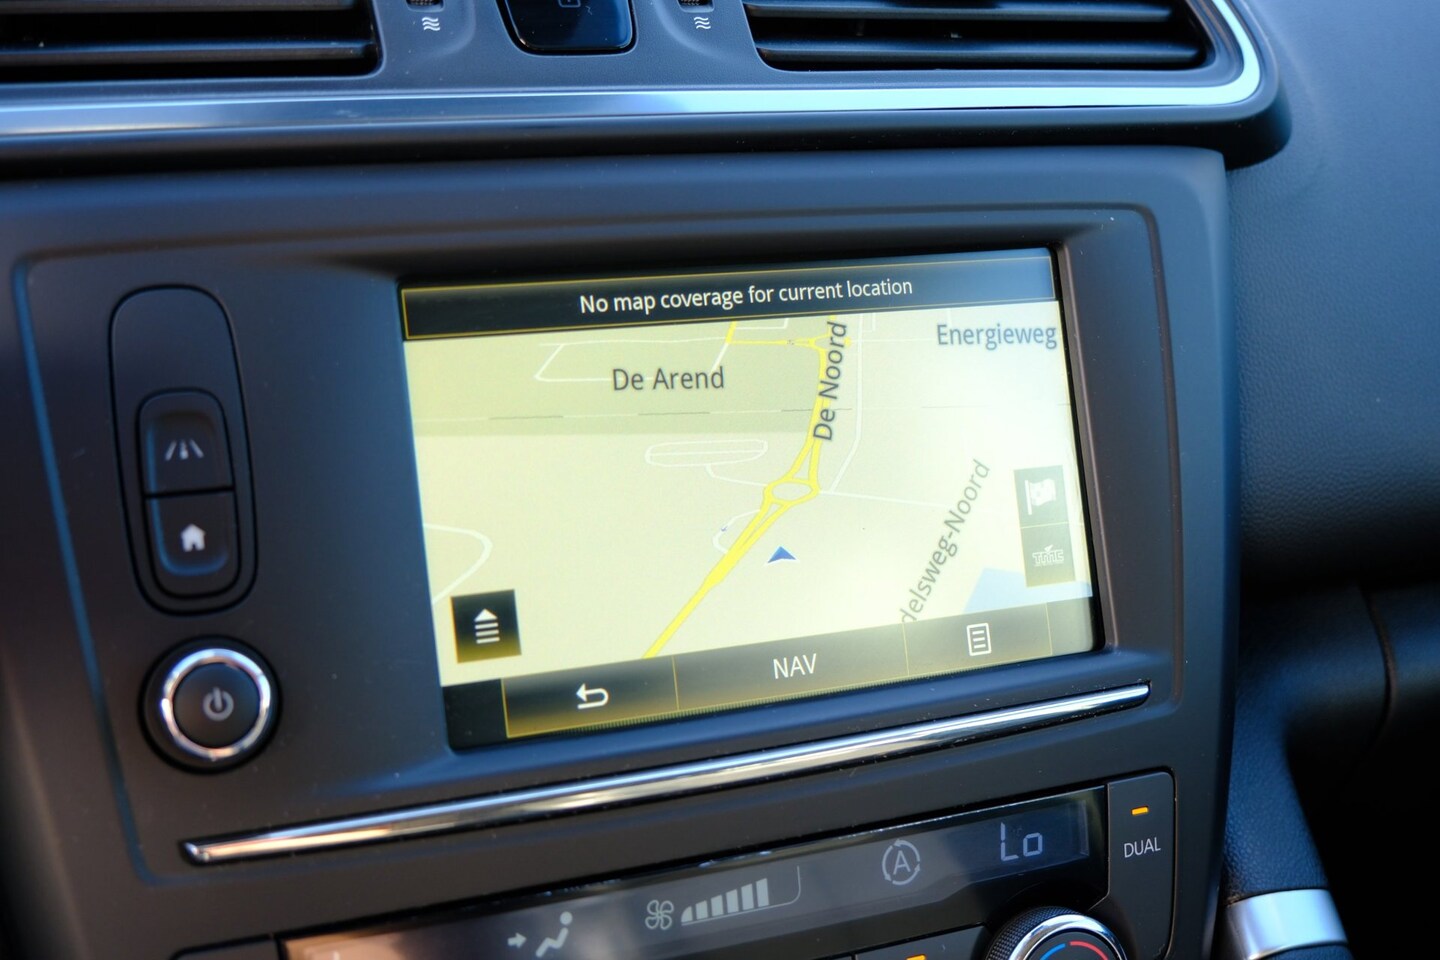 No map coverage for current location
Energieweg
De Arend
De Noord
delsweg-Noord
TMC
NAV
A
Lo
DUAL